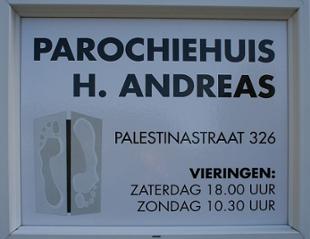 PAROCHIEHUIS
H. ANDREAS
PALESTINASTRAAT 326
VIERINGEN:
ZATERDAG 18.00 UUR
ZONDAG 10.30 UUR